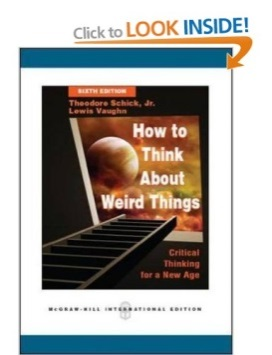 Click to LOOK INSIDE!
SIXTH EDITION
Theodore Schick, Jr.
Lewis Vaughn
How to
Think
About
Weird Things
Critical
Thinking
for a New Age
McGRAW-HILL INTERNATIONAL EDITION